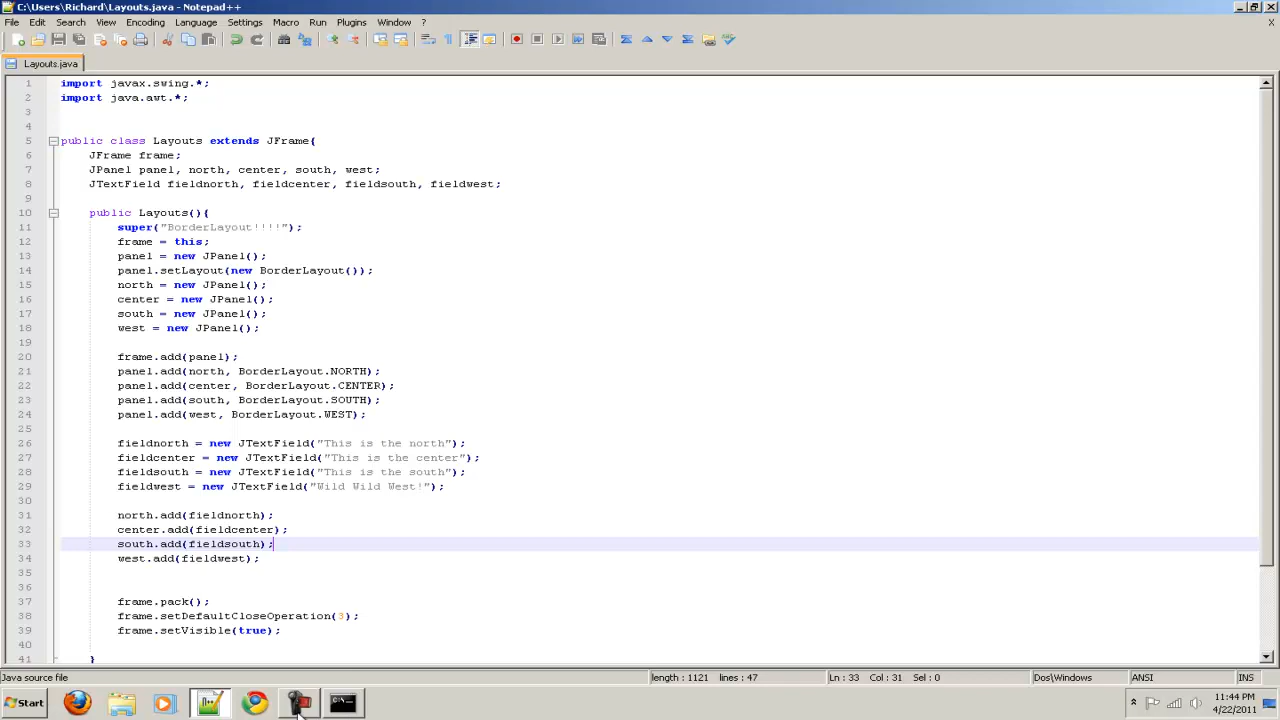 C:\Users\Richard\Layouts.java - Notepad++
File Edit Search View Encoding Language Settings Macro Run Plugins Window ? X
Layouts.java
1 import javax.swing.*;
2 import java.awt.*;
3
4
5 public class Layouts extends JFrame{
6 JFrame frame;
7 JPanel panel, north, center, south, west;
8 JTextField fieldnorth, fieldcenter, fieldsouth, fieldwest;
9
10 public Layouts(){
11 super("BorderLayout!!!!");
12 frame = this;
13 panel = new JPanel();
14 panel.setLayout(new BorderLayout());
15 north = new JPanel();
16 center = new JPanel();
17 south = new JPanel();
18 west = new JPanel();
19
20 frame.add(panel);
21 panel.add(north, BorderLayout.NORTH);
22 panel.add(center, BorderLayout.CENTER);
23 panel.add(south, BorderLayout.SOUTH);
24 panel.add(west, BorderLayout.WEST);
25
26 fieldnorth = new JTextField("This is the north");
27 fieldcenter = new JTextField("This is the center");
28 fieldsouth = new JTextField("This is the south");
29 fieldwest = new JTextField("Wild Wild West!");
30
31 north.add(fieldnorth);
32 center.add(fieldcenter);
33 south.add(fieldsouth);
34 west.add(fieldwest);
35
36
37 frame.pack();
38 frame.setDefaultCloseOperation(3);
39 frame.setVisible(true);
40
41 }
Java source file length : 1121 lines : 47 Ln : 33 Col : 31 Sel : 0 Dos\Windows ANSI INS
Start 11:44 PM
4/22/2011